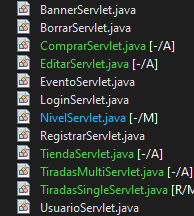 BannerServlet.java
BorrarServlet.java
ComprarServlet.java [-/A]
EditarServlet.java [-/A]
EventoServlet.java
LoginServlet.java
NivelServlet.java [-/M]
RegistrarServlet.java
TiendaServlet.java [-/A]
TiradasMultiServlet.java [-/A]
TiradasSingleServlet.java [R/M
UsuarioServlet.java